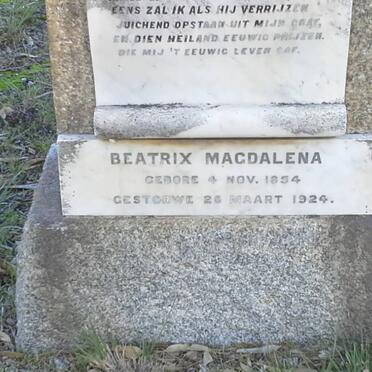 EENS ZAL IK ALS HIJ VERRIJZEN
JUICHEND OPSTAAN UIT MIJN GRAF,
EN DIEN HEILAND EEUWIG PRIJZEN.
DIE MIJ 'T EEUWIG LEVEN GAF.
BEATRIX MAGDALENA
GEBORE 4 NOV. 1854
GESTORWE 26 MAART 1924.